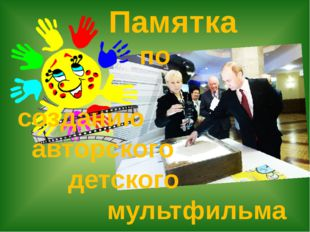 Памятка
по
созданию
авторского
детского
мультфильма